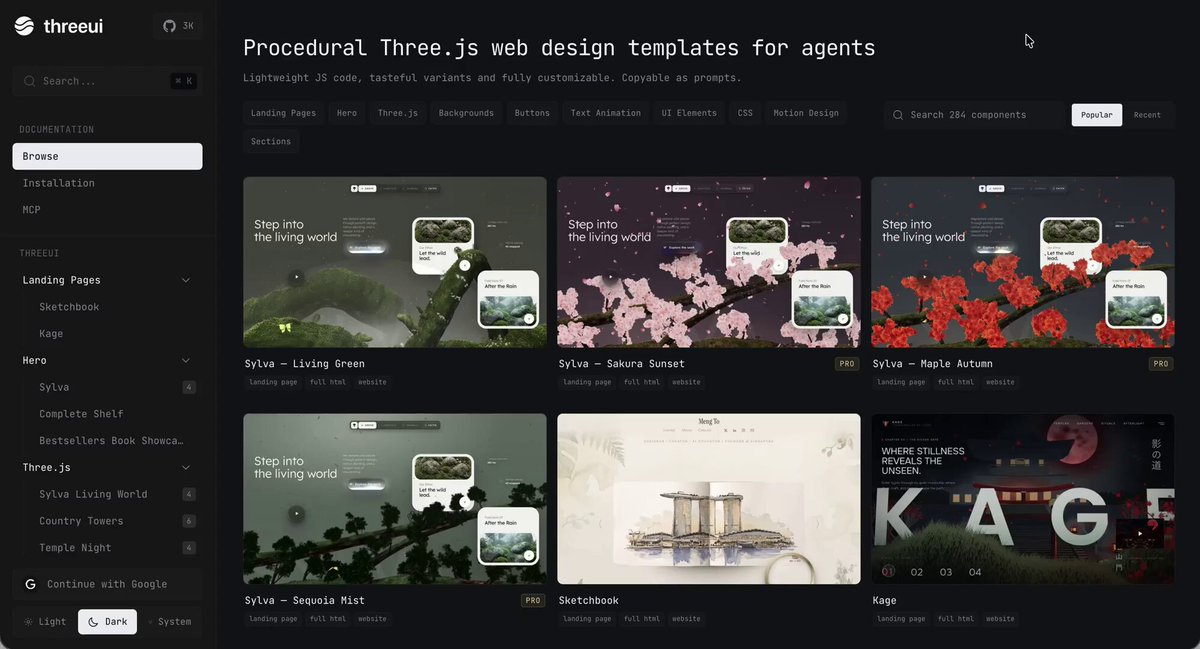 threeui
3K
Search...
⌘ K
DOCUMENTATION
Browse
Installation
MCP
THREEUI
Landing Pages
Sketchbook
Kage
Hero
Sylva
4
Complete Shelf
Bestsellers Book Showca…
Three.js
Sylva Living World
4
Country Towers
6
Temple Night
4
Continue with Google
Light
Dark
System
Procedural Three.js web design templates for agents
Lightweight JS code, tasteful variants and fully customizable. Copyable as prompts.
Landing Pages
Hero
Three.js
Backgrounds
Buttons
Text Animation
UI Elements
CSS
Motion Design
Sections
Search 284 components
Popular
Recent
Step into
the living world
Let the wild
lead.
After the Rain
Sylva — Living Green
landing page
full html
website
Step into
the living world
Explore the work
Let the wild
lead.
After the Rain
Sylva — Sakura Sunset
PRO
landing page
full html
website
Step into
the living world
Let the wild
lead.
After the Rain
Sylva — Maple Autumn
PRO
landing page
full html
website
Step into
the living world
Let the wild
lead.
After the Rain
Sylva — Sequoia Mist
PRO
landing page
full html
website
Meng To
Sketchbook
landing page
full html
website
KAGE
WHERE STILLNESS
REVEALS THE
UNSEEN.
影の道
KAGE
山門
01
02
03
04
Kage
landing page
full html
website